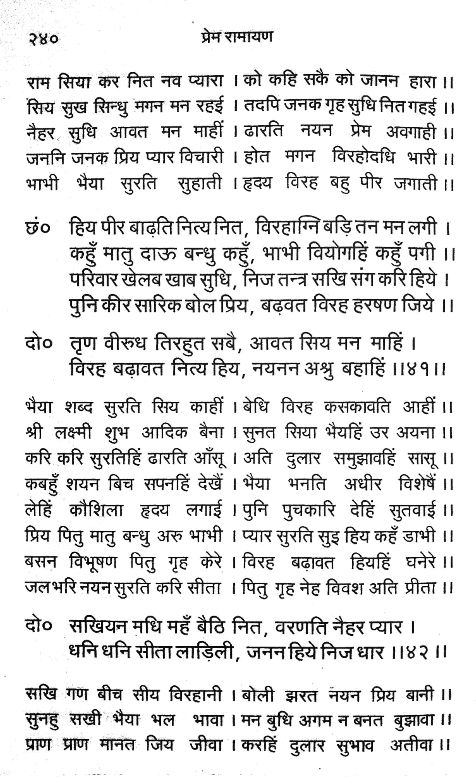 २४०
प्रेम रामायण
राम सिया कर नित नव प्यारा । को कहि सकै को जानन हारा ।।
सिय सुख सिन्धु मगन मन रहई । तदपि जनक गृह सुधि नित गहई ।।
नैहर सुधि आवत मन माहीं । ढारति नयन प्रेम अवगाही ।।
जननि जनक प्रिय प्यार विचारी । होत मगन विरहोदधि भारी ।।
भाभी भैया सुरति सुहाती । हृदय विरह बहु पीर जगाती ।।
छं० हिय पीर बाढ़ति नित्य नित, विरहाग्नि बड़ि तन मन लगी ।
कहुँ मातु दाऊ बन्धु कहुँ, भाभी वियोगहिं कहुँ पगी ।।
परिवार खेलब खाब सुधि, निज तन्त्र सखि संग करि हिये ।
पुनि कीर सारिक बोल प्रिय, बढ़वत विरह हरषण जिये ।।
दो० तृण वीरुध तिरहुत सबै, आवत सिय मन माहिं ।
विरह बढ़ावत नित्य हिय, नयनन अश्रु बहाहिं ।।४१।।
भैया शब्द सुरति सिय काहीं । बेधि विरह कसकावति आहीं ।।
श्री लक्ष्मी शुभ आदिक बैना । सुनत सिया भैयहिं उर अयना ।।
करि करि सुरतिहिं ढारति आँसू । अति दुलार समुझावहिं सासू ।।
कबहुँ शयन बिच सपनहिं देखैं । भैया भनति अधीर विशेषैं ।।
लेहिं कौशिला हृदय लगाई । पुनि पुचकारि देहिं सुतवाई ।।
प्रिय पितु मातु बन्धु अरु भाभी । प्यार सुरति सुइ हिय कहँ डाभी ।।
बसन विभूषण पितु गृह केरे । विरह बढ़ावत हियहिं घनेरे ।।
जल भरि नयन सुरति करि सीता । पितु गृह नेह विवश अति प्रीता ।।
दो० सखियन मधि महँ बैठि नित, वरणति नैहर प्यार ।
धनि धनि सीता लाड़िली, जनन हिये निज धार ।।४२।।
सखि गण बीच सीय विरहानी । बोली झरत नयन प्रिय बानी ।।
सुनहु सखी भैया भल भावा । मन बुधि अगम न बनत बुझावा ।।
प्राण प्राण मानत जिय जीवा । करहिं दुलार सुभाव अतीवा ।।